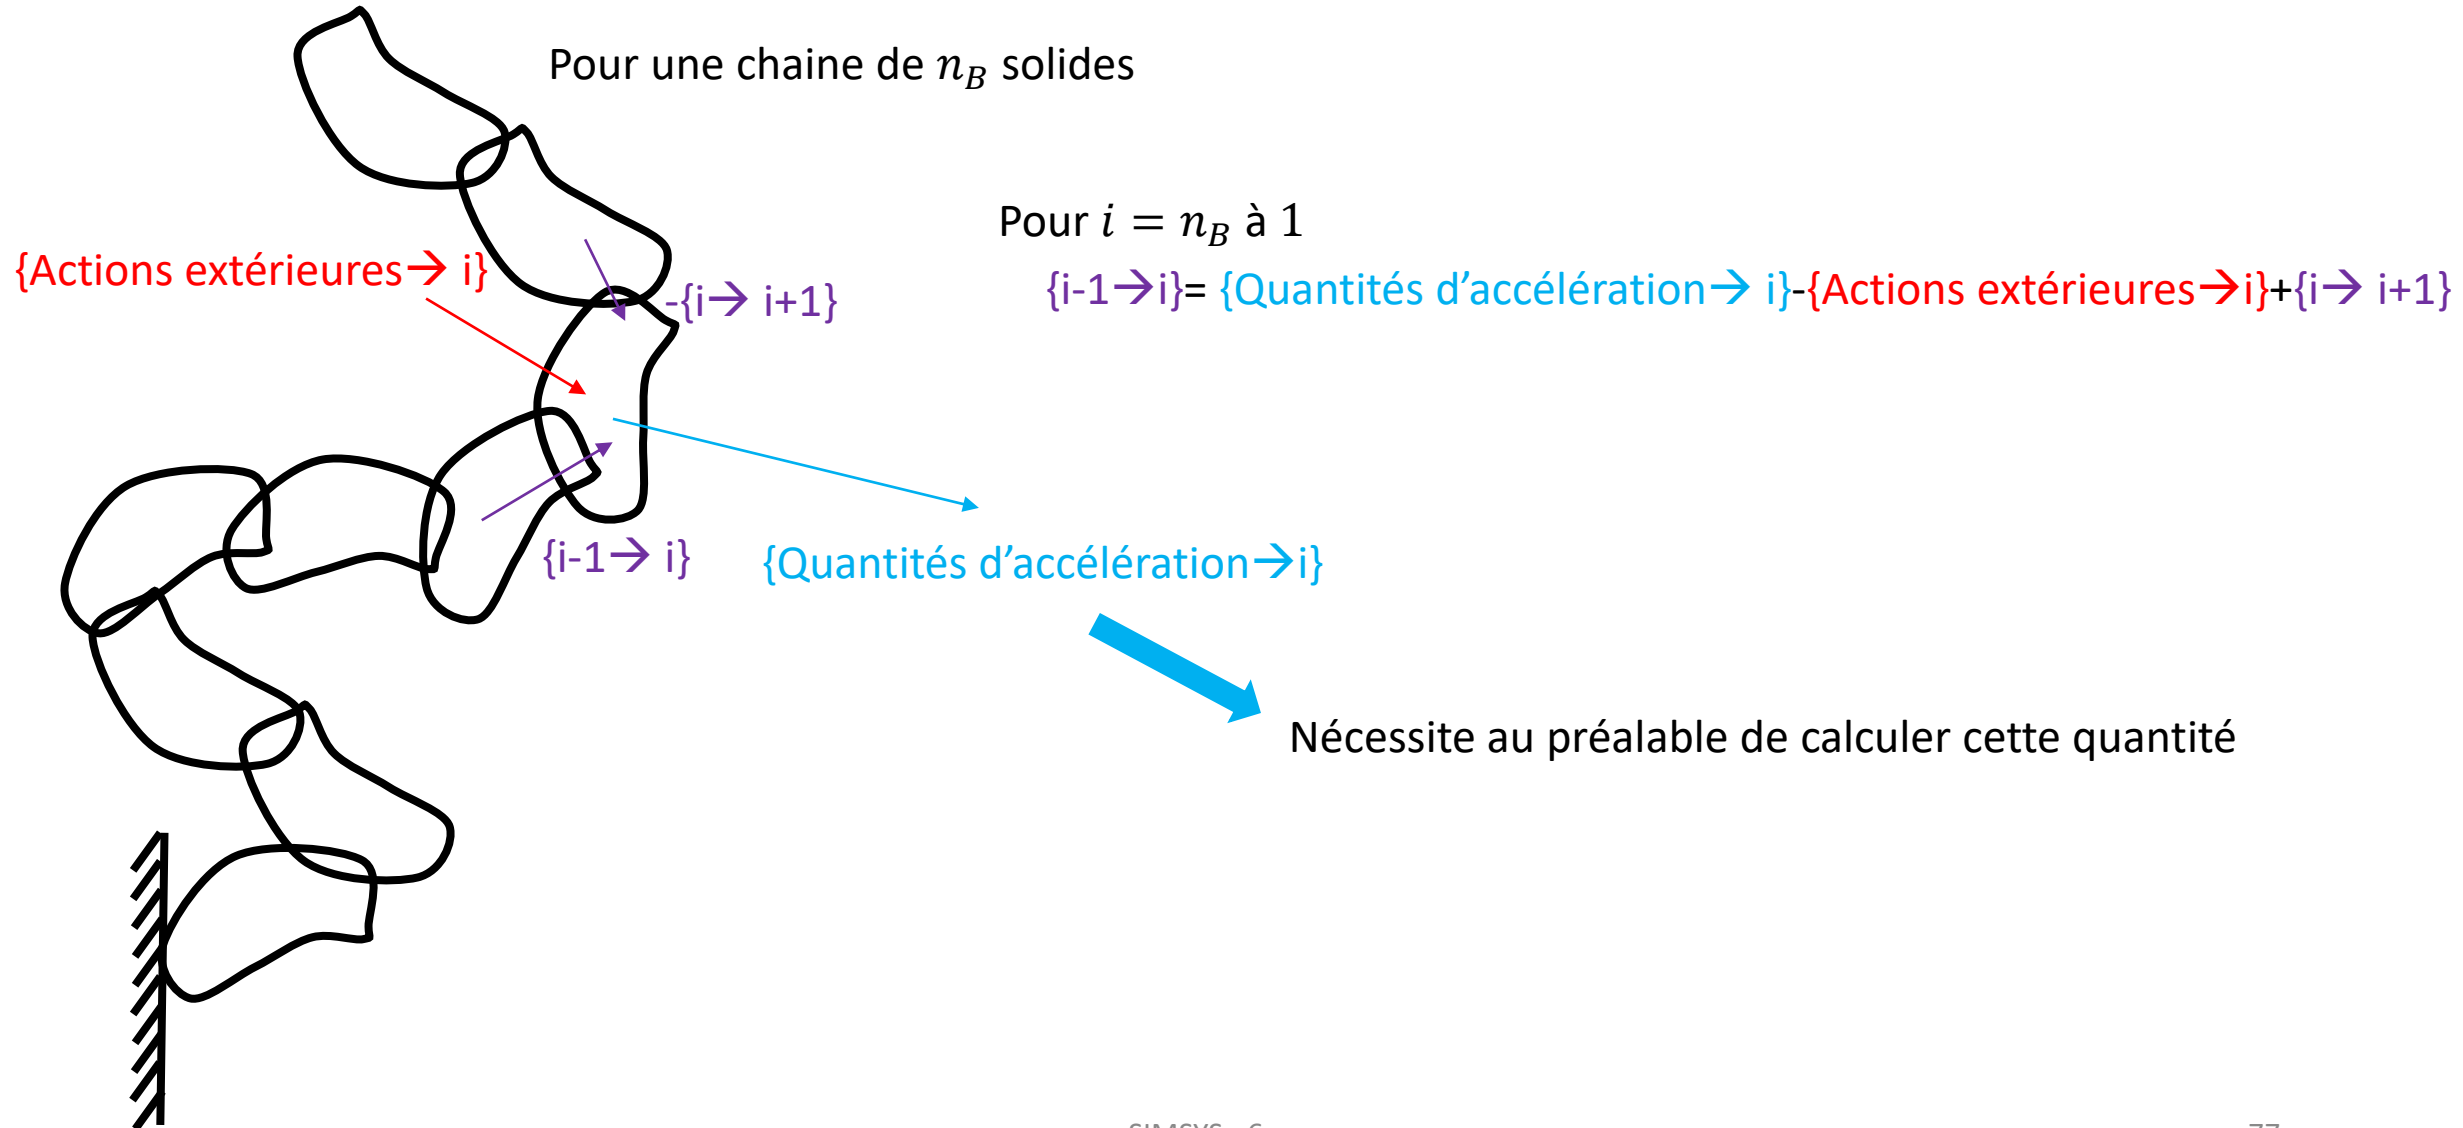 Pour une chaine de n_B solides
Pour i = n_B à 1
{Actions extérieures→ i}
{i-1→i}= {Quantités d’accélération→ i}-{Actions extérieures→i}+{i→ i+1}
-{i→ i+1}
{i-1→ i}
{Quantités d’accélération→i}
Nécessite au préalable de calculer cette quantité